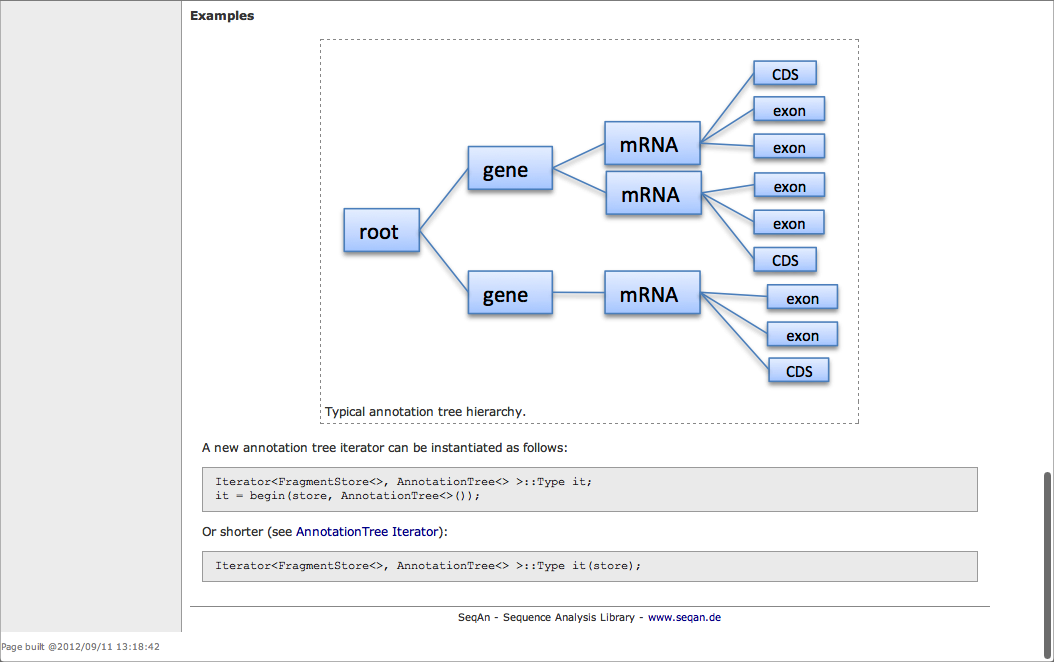 Examples
CDS
exon
mRNA
exon
gene
mRNA
exon
exon
root
CDS
gene
mRNA
exon
exon
CDS
Typical annotation tree hierarchy.
A new annotation tree iterator can be instantiated as follows:
Iterator<FragmentStore<>, AnnotationTree<> >::Type it;
it = begin(store, AnnotationTree<>());
Or shorter (see AnnotationTree Iterator):
Iterator<FragmentStore<>, AnnotationTree<> >::Type it(store);
SeqAn - Sequence Analysis Library - www.seqan.de
Page built @2012/09/11 13:18:42